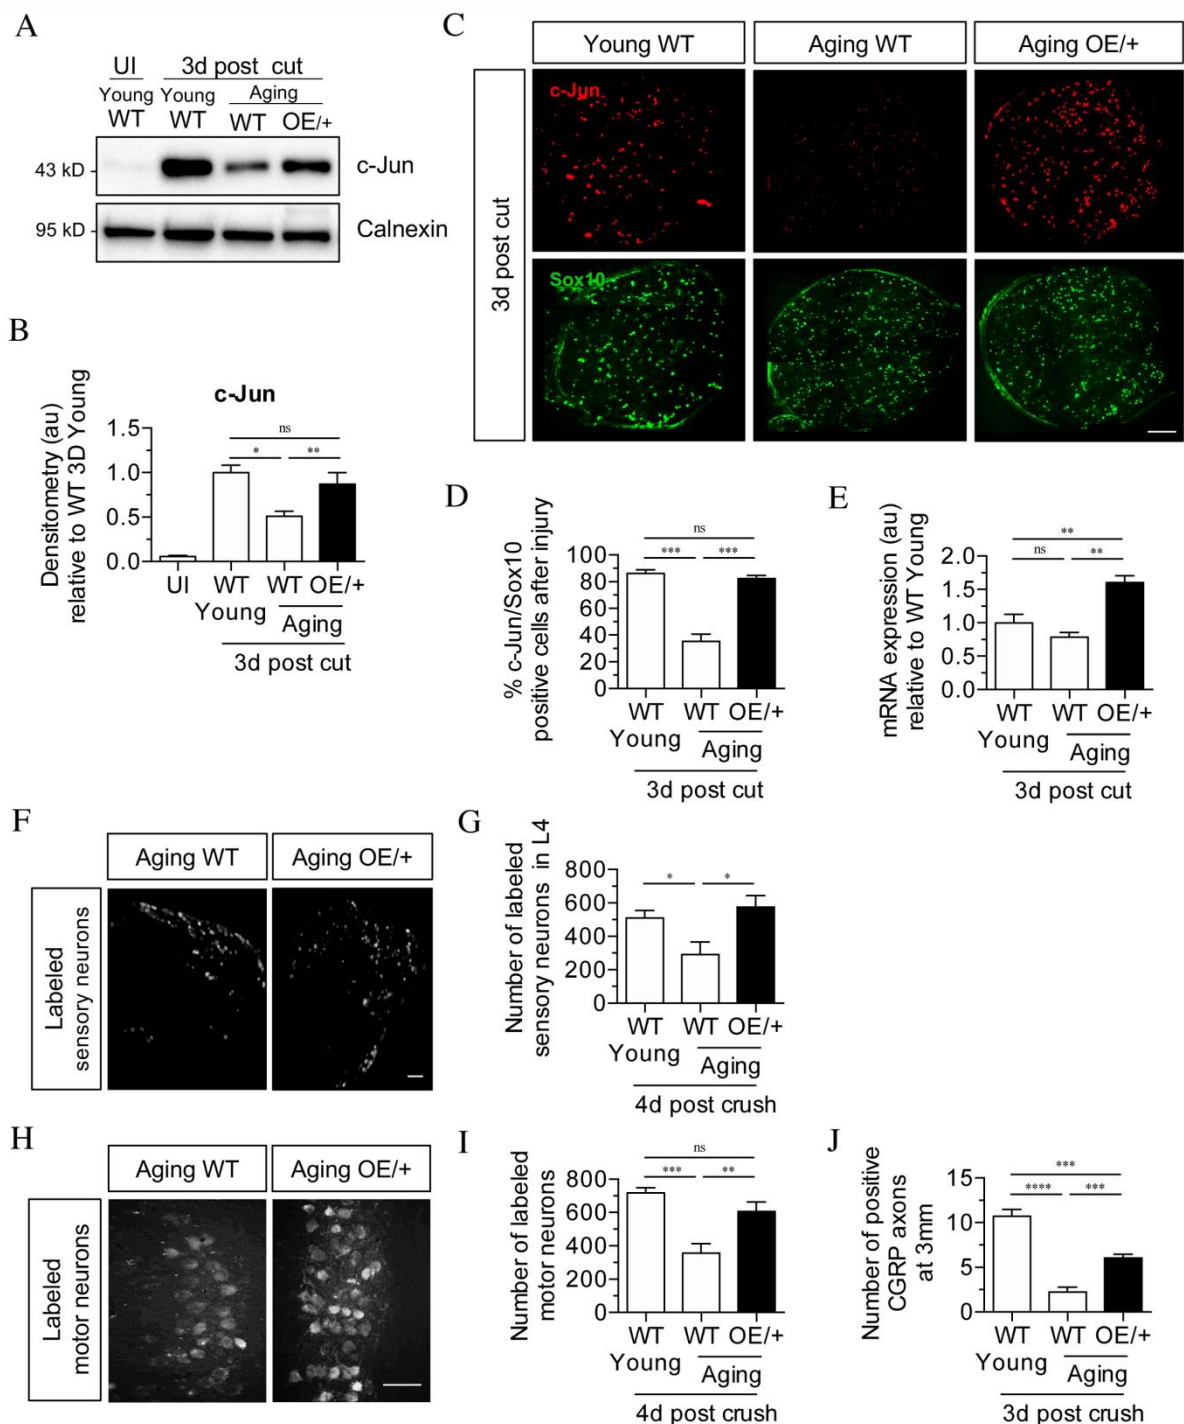 A
UI 3d post cut
Young Young Aging
WT WT WT OE/+
43 kD c-Jun
95 kD Calnexin
B
c-Jun
Densitometry (au)
relative to WT 3D Young
1.5
1.0
0.5
0.0
ns
* **
UI WT WT OE/+
Young Aging
3d post cut
C
Young WT Aging WT Aging OE/+
3d post cut
c-Jun
Sox10
D
% c-Jun/Sox10
positive cells after injury
100
80
60
40
20
0
ns
*** ***
WT WT OE/+
Young Aging
3d post cut
E
mRNA expression (au)
relative to WT Young
2.0
1.5
1.0
0.5
0.0
**
ns **
WT WT OE/+
Young Aging
3d post cut
F
Aging WT Aging OE/+
Labeled
sensory neurons
G
Number of labeled
sensory neurons in L4
800
600
400
200
0
* *
WT WT OE/+
Young Aging
4d post crush
H
Aging WT Aging OE/+
Labeled
motor neurons
I
Number of labeled
motor neurons
800
600
400
200
0
ns
*** **
WT WT OE/+
Young Aging
4d post crush
J
Number of positive
CGRP axons
at 3mm
15
10
5
0
***
**** ***
WT WT OE/+
Young Aging
3d post crush